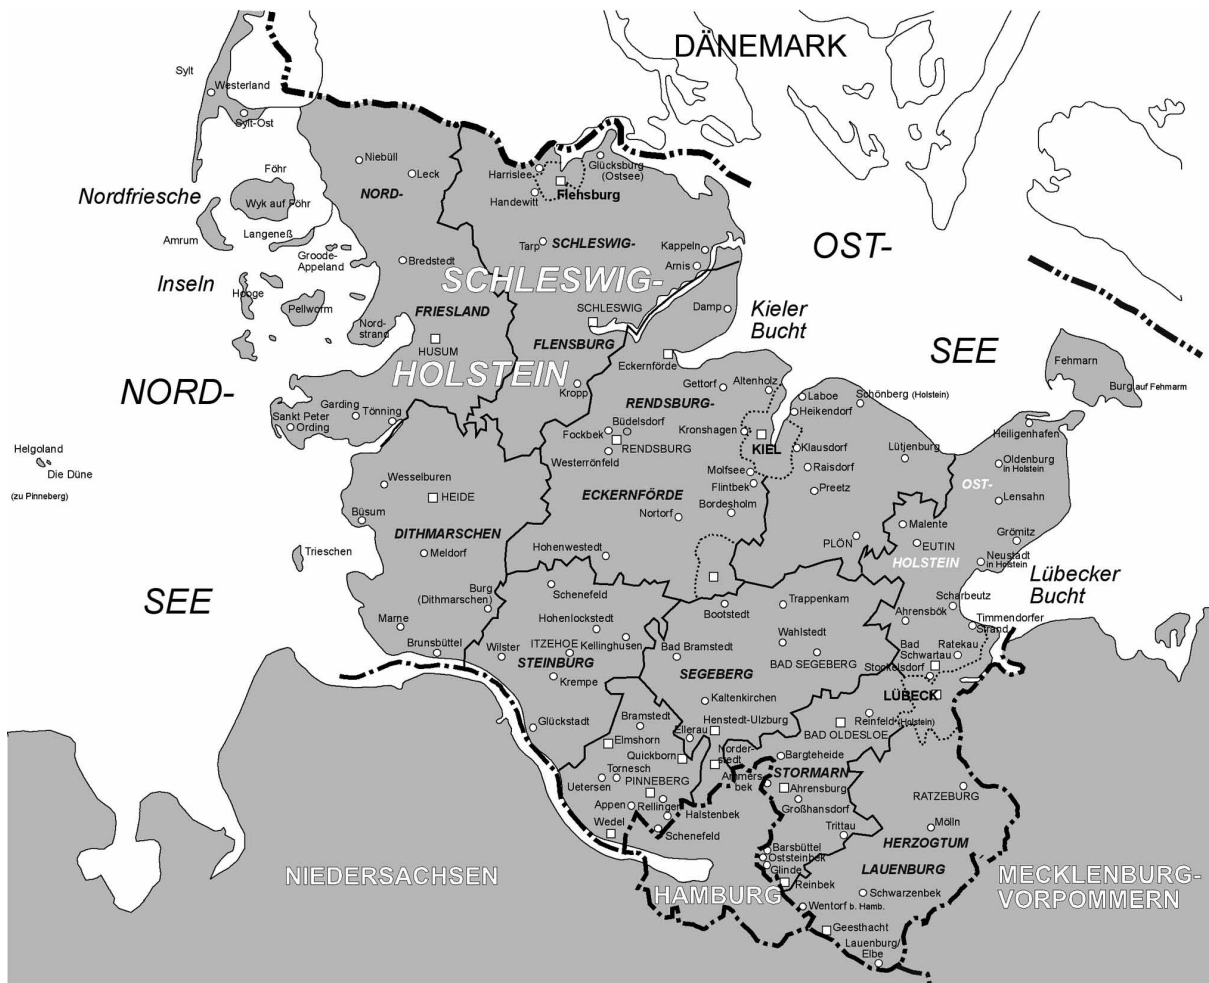 DÄNEMARK
Sylt
Westerland
Sylt-Ost
Niebüll
Leck
Harrislee
Glücksburg
(Ostsee)
Flensburg
Handewitt
Föhr
Nordfriesche
Wyk auf Föhr
NORD-
Amrum
Langeneß
Tarp
SCHLESWIG-
Kappeln
OST-
Groode-
Appeland
Bredstedt
Arnis
SCHLESWIG-
Inseln
Hooge
Pellworm
FRIESLAND
SCHLESWIG
Damp
Kieler
Bucht
Nord-
strand
HUSUM
FLENSBURG
SEE
Eckernförde
Fehmarn
HOLSTEIN
NORD-
Kropp
Gettorf
Altenholz
Burg auf Fehmarm
Laboe
Schönberg (Holstein)
Garding
Tönning
RENDSBURG-
Heikendorf
Sankt Peter
Ording
Büdelsdorf
Fockbek
Kronshagen
Heiligenhafen
RENDSBURG
KIEL
Klausdorf
Lütjenburg
Helgoland
Die Düne
(zu Pinneberg)
Westerrönfeld
Raisdorf
Oldenburg
in Holstein
Wesselburen
Molfsee
Flintbek
Preetz
OST-
HEIDE
ECKERNFÖRDE
Bordesholm
Lensahn
Büsum
Nortorf
Malente
DITHMARSCHEN
PLÖN
EUTIN
Grömitz
Trieschen
Meldorf
Hohenwestedt
HOLSTEIN
Neustadt
in Holstein
Lübecker
Bucht
SEE
Burg
(Dithmarschen)
Schenefeld
Bootstedt
Trappenkam
Scharbeutz
Ahrensbök
Marne
Hohenlockstedt
Timmendorfer
Strand
Brunsbüttel
Wilster
ITZEHOE
Kellinghusen
Wahlstedt
Bad
Schwartau
Ratekau
STEINBURG
Bad Bramstedt
BAD SEGEBERG
Stockelsdorf
Krempe
SEGEBERG
LÜBECK
Kaltenkirchen
Glückstadt
Bramstedt
Henstedt-Ulzburg
Reinfeld (Holstein)
Ellerau
BAD OLDESLOE
Elmshorn
Quickborn
Norder-
stedt
Bargteheide
Tornesch
Uetersen
PINNEBERG
Ammers-
bek
STORMARN
Ahrensburg
RATZEBURG
Appen
Rellingen
Großhansdorf
Halstenbek
Wedel
Schenefeld
Trittau
Mölln
HERZOGTUM
Barsbüttel
Oststeinbek
Glinde
LAUENBURG
NIEDERSACHSEN
HAMBURG
Reinbek
Schwarzenbek
MECKLENBURG-
VORPOMMERN
Wentorf b. Hamb.
Geesthacht
Lauenburg/
Elbe